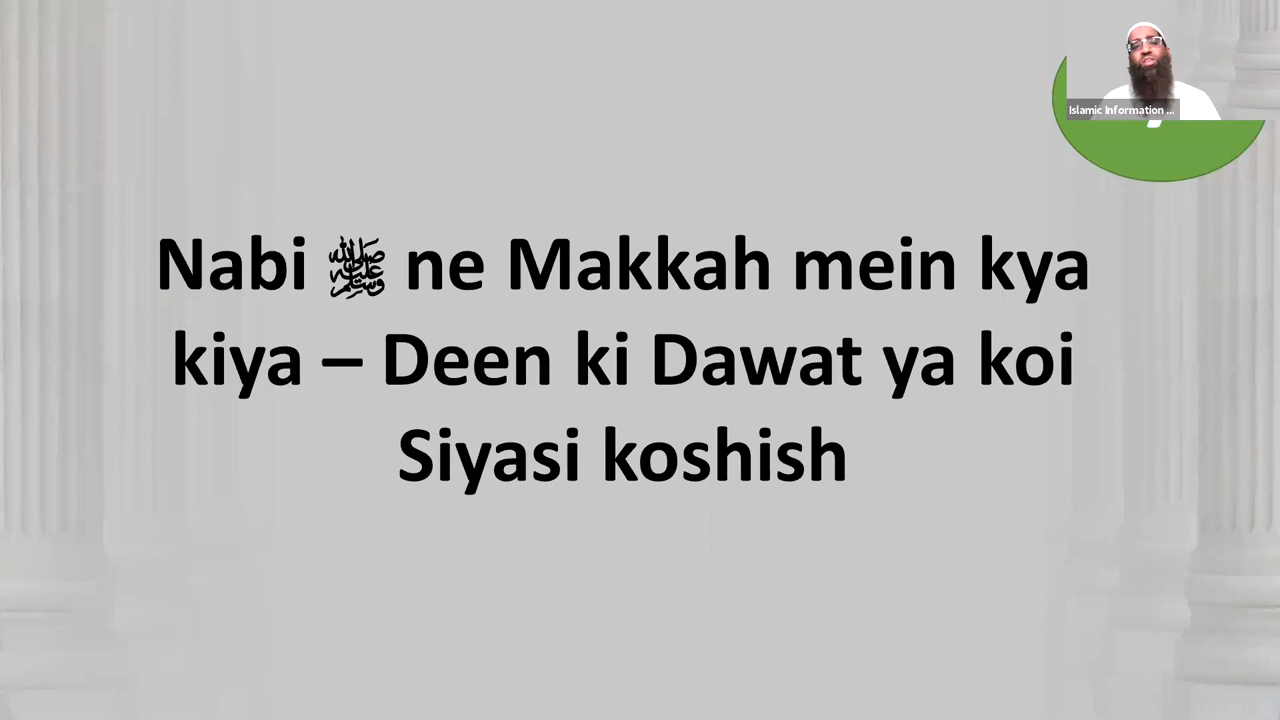 Islamic Information ...
Nabi ﷺ ne Makkah mein kya
kiya – Deen ki Dawat ya koi
Siyasi koshish